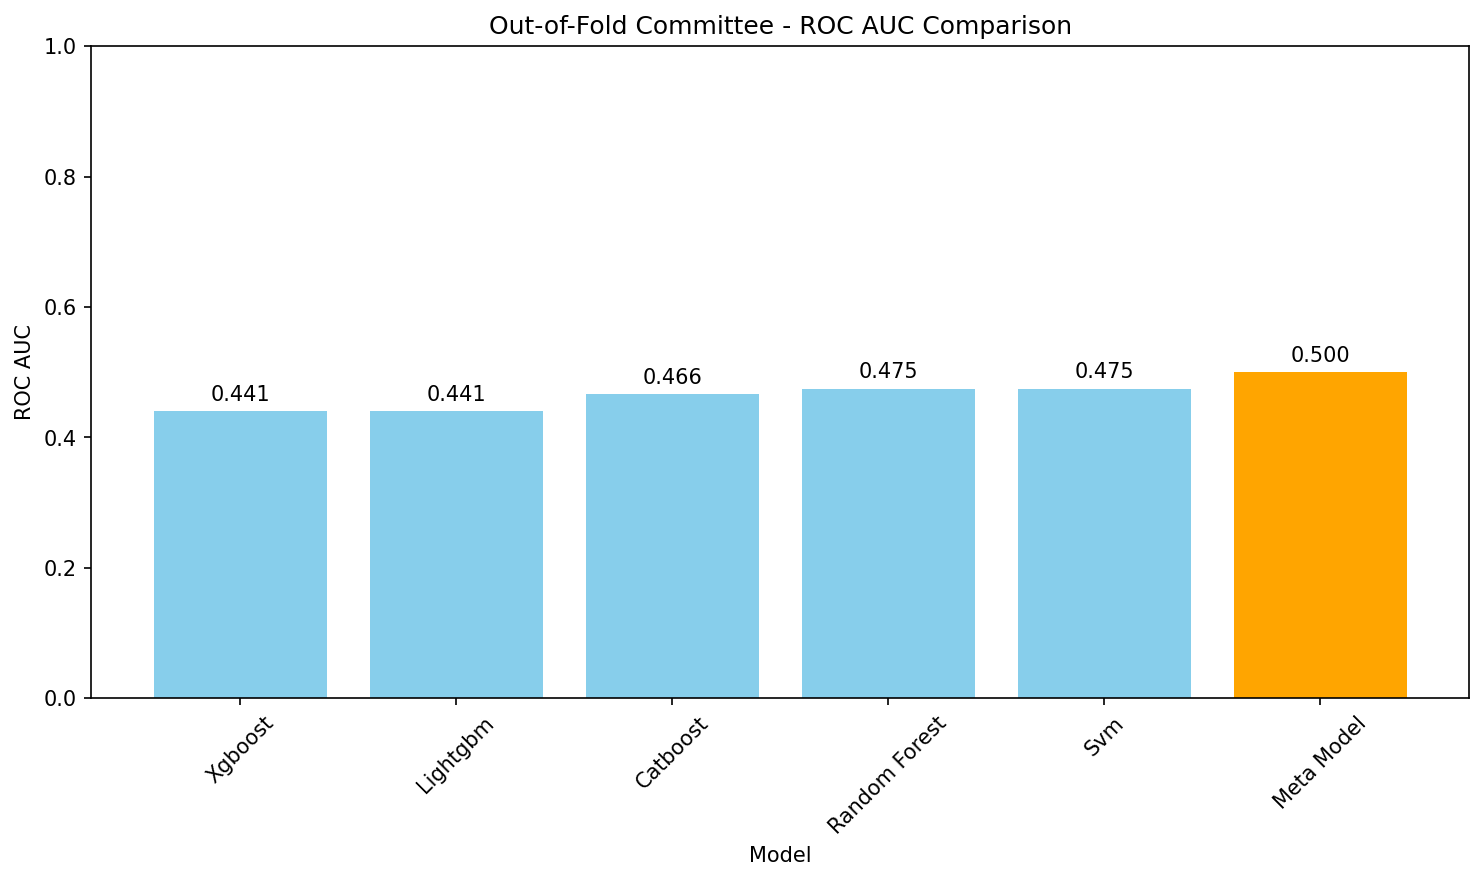 Out-of-Fold Committee - ROC AUC Comparison
ROC AUC
1.0
0.8
0.6
0.4
0.2
0.0
0.441
0.441
0.466
0.475
0.475
0.500
Xgboost
Lightgbm
Catboost
Random Forest
Svm
Meta Model
Model